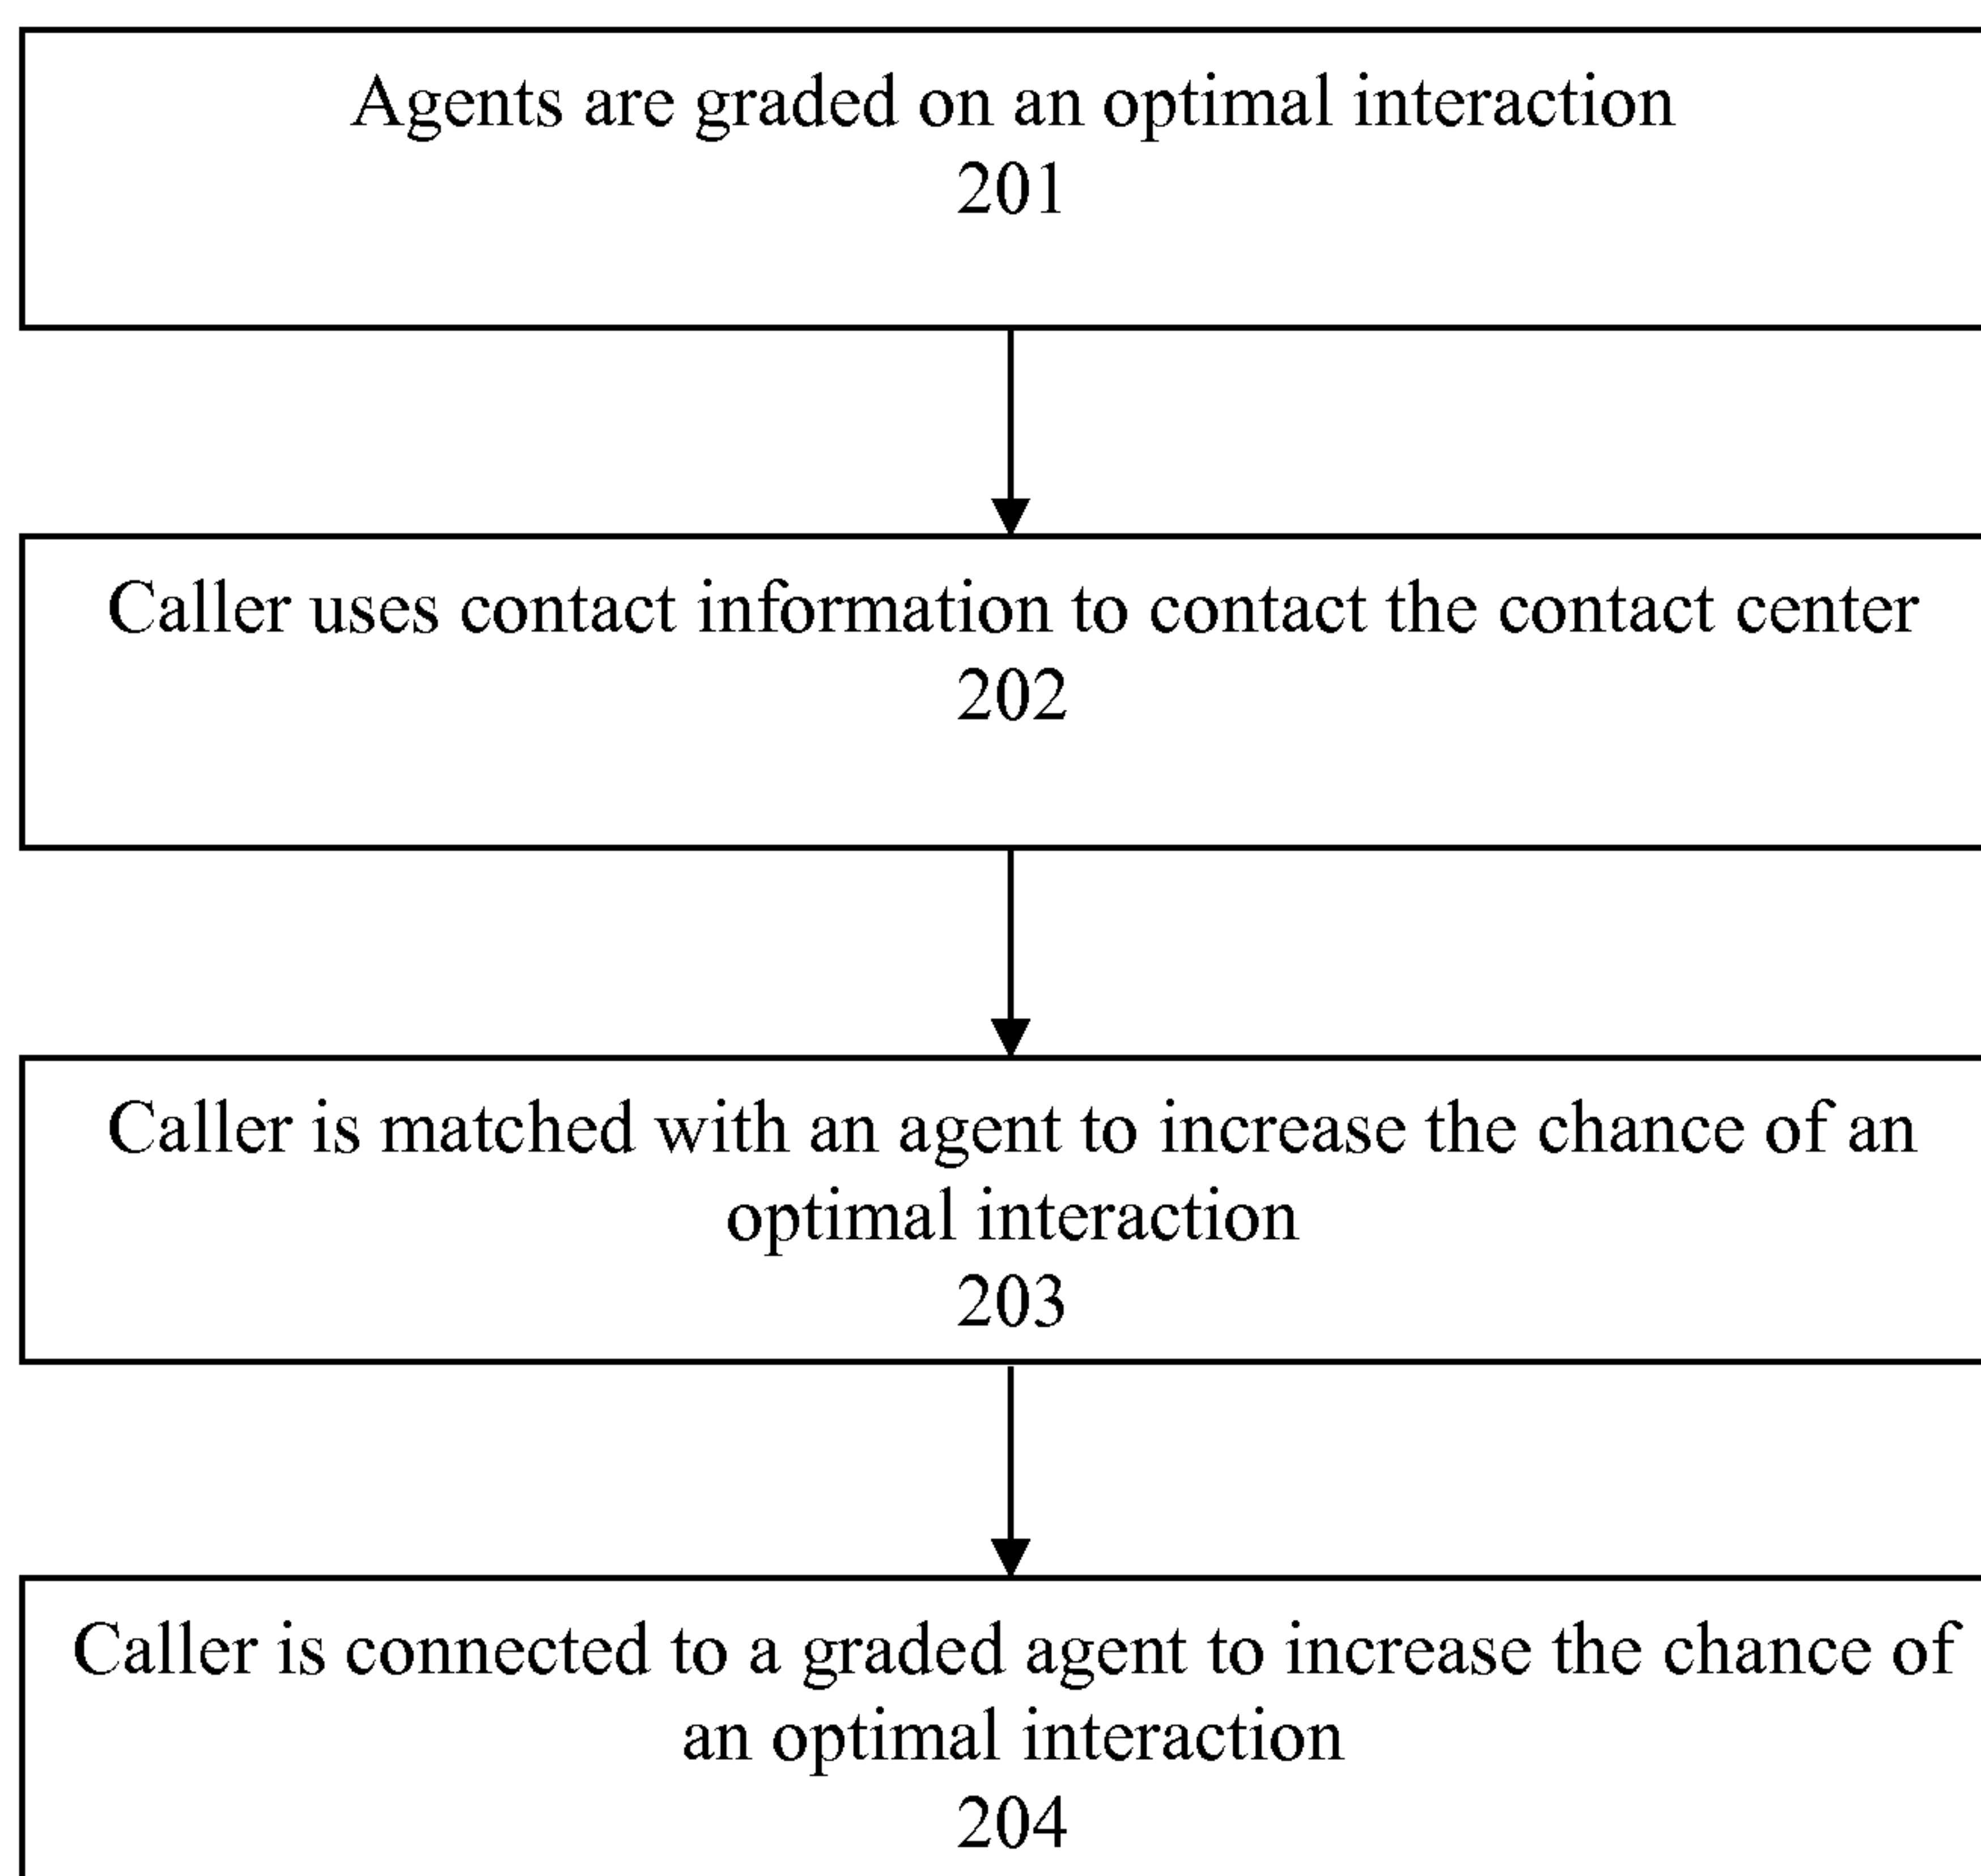 Agents are graded on an optimal interaction
201
Caller uses contact information to contact the contact center
202
Caller is matched with an agent to increase the chance of an
optimal interaction
203
Caller is connected to a graded agent to increase the chance of
an optimal interaction
204